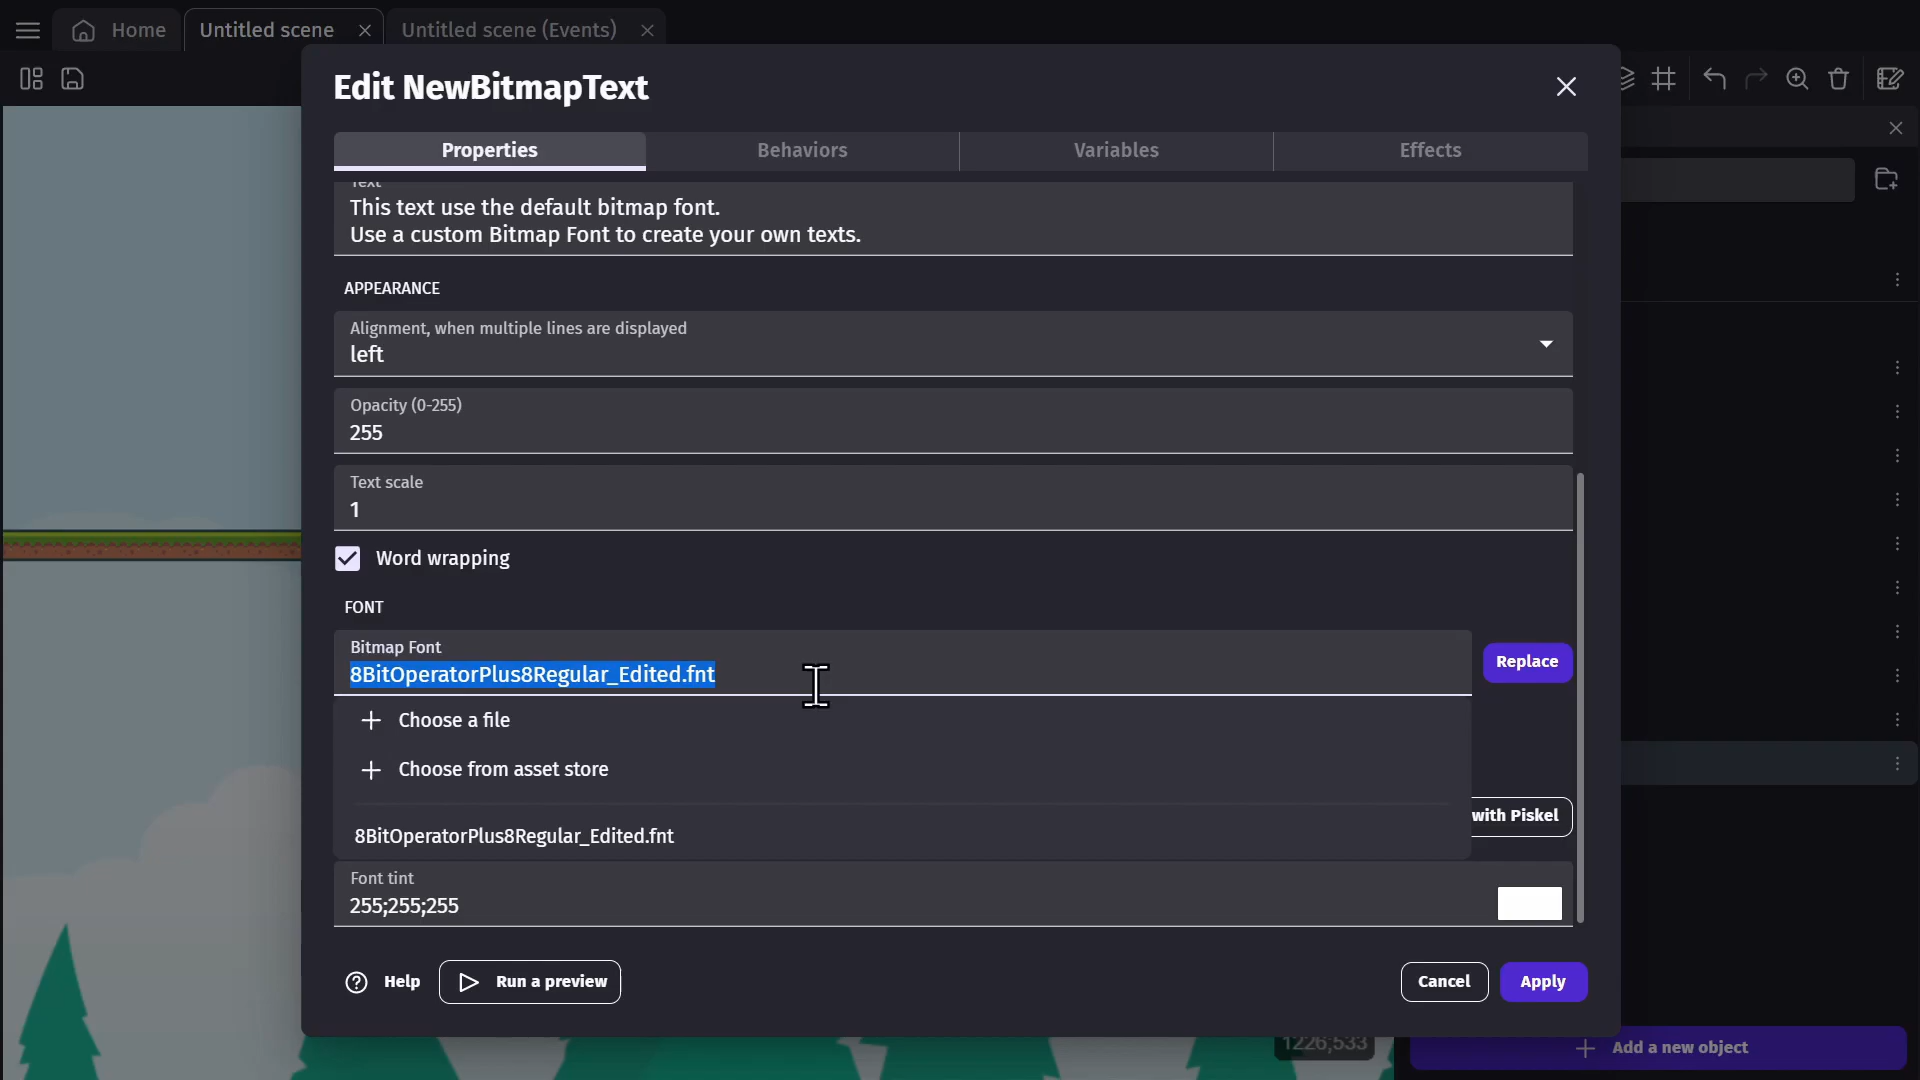 Home
Untitled scene
Untitled scene (Events)
Edit NewBitmapText
Properties
Behaviors
Variables
Effects
Text
This text use the default bitmap font.
Use a custom Bitmap Font to create your own texts.
APPEARANCE
Alignment, when multiple lines are displayed
left
Opacity (0-255)
255
Text scale
1
Word wrapping
FONT
Bitmap Font
8BitOperatorPlus8Regular_Edited.fnt
Replace
Choose a file
Choose from asset store
with Piskel
8BitOperatorPlus8Regular_Edited.fnt
Font tint
255;255;255
Help
Run a preview
Cancel
Apply
1226;533
Add a new object